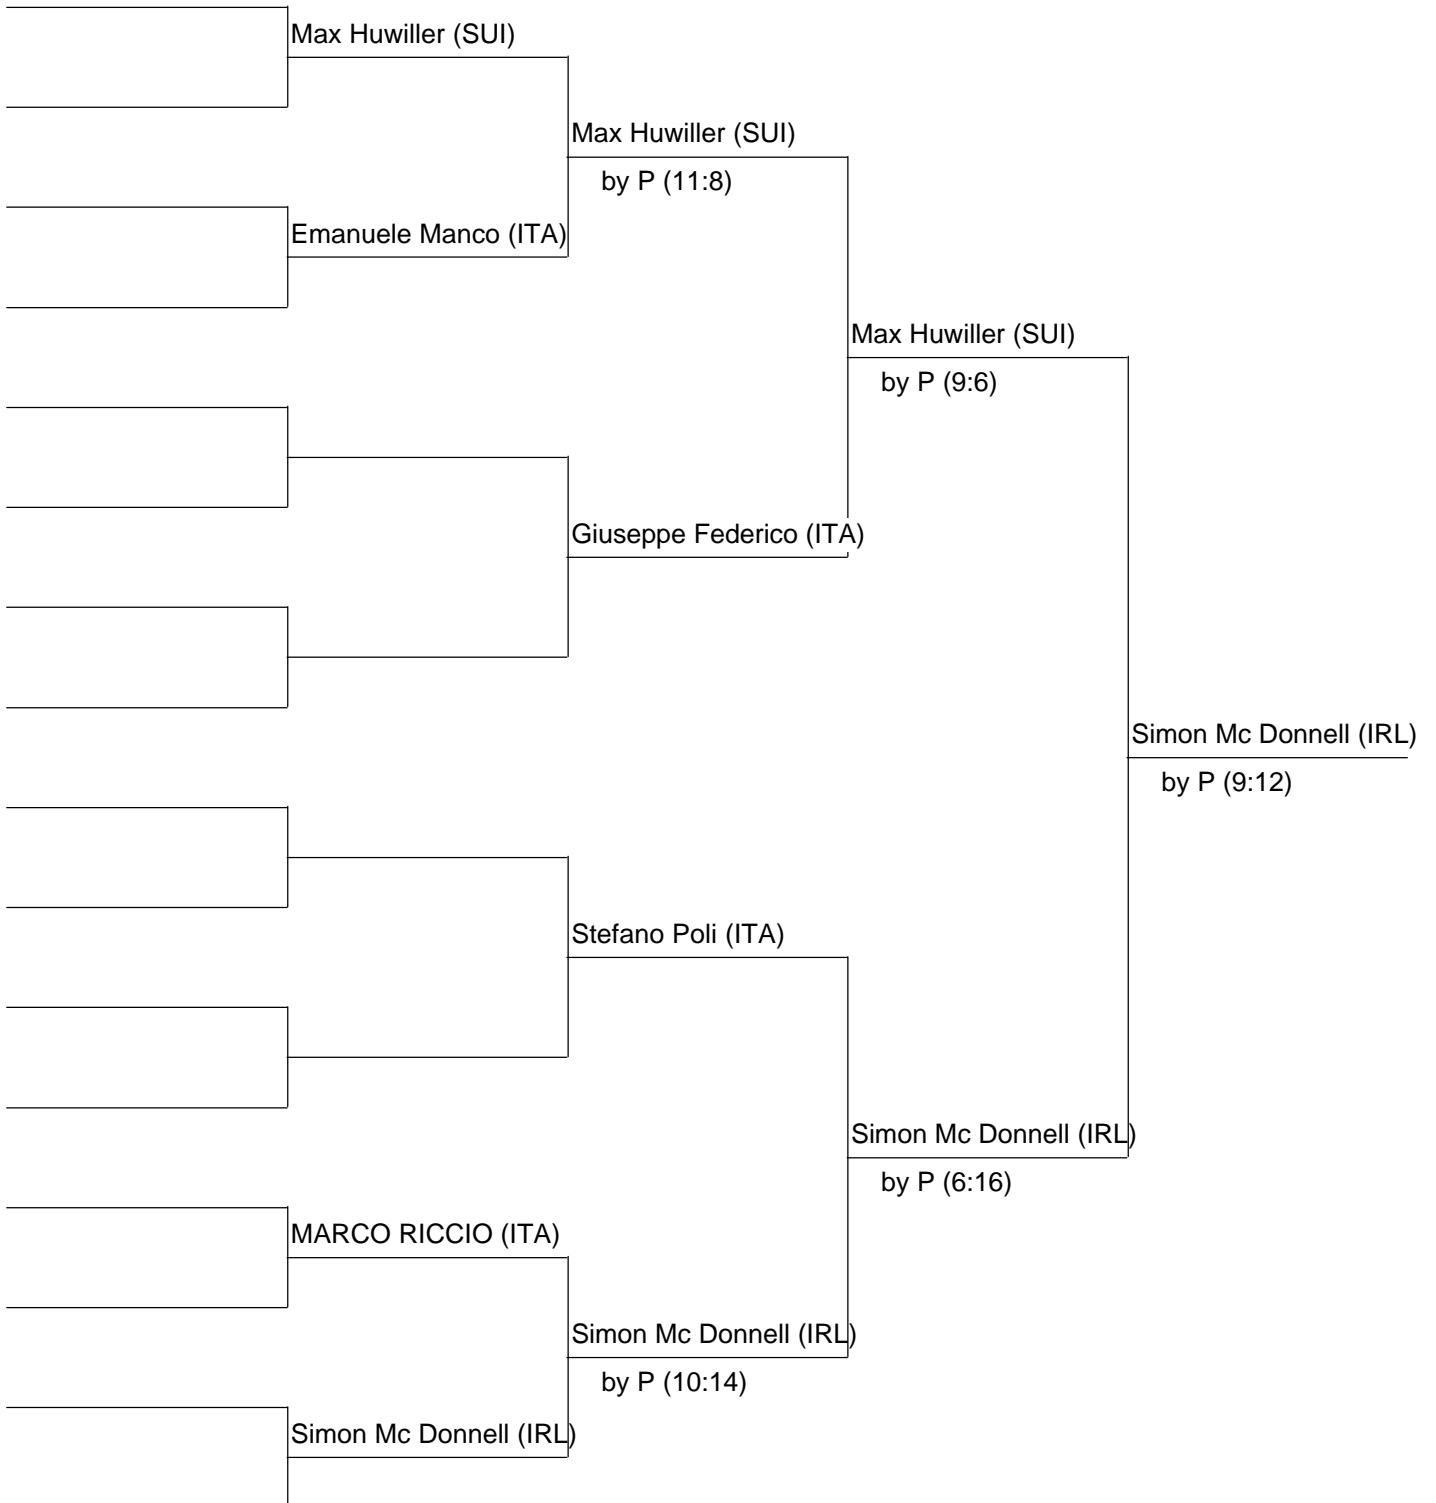 Max Huwiller (SUI)
Max Huwiller (SUI)
by P (11:8)
Emanuele Manco (ITA)
Max Huwiller (SUI)
by P (9:6)
Giuseppe Federico (ITA)
Simon Mc Donnell (IRL)
by P (9:12)
Stefano Poli (ITA)
Simon Mc Donnell (IRL)
by P (6:16)
MARCO RICCIO (ITA)
Simon Mc Donnell (IRL)
by P (10:14)
Simon Mc Donnell (IRL)